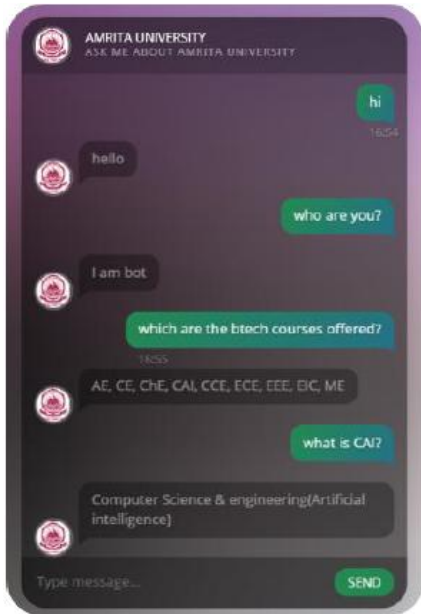 AMRITA UNIVERSITY
ASK ME ABOUT AMRITA UNIVERSITY
hi
16:54
hello
who are you?
I am bot
which are the btech courses offered?
16:55
AE, CE, ChE, CAI, CCE, ECE, EEE, EIC, ME
what is CAI?
Computer Science & engineering(Artificial
intelligence)
Type message...
SEND